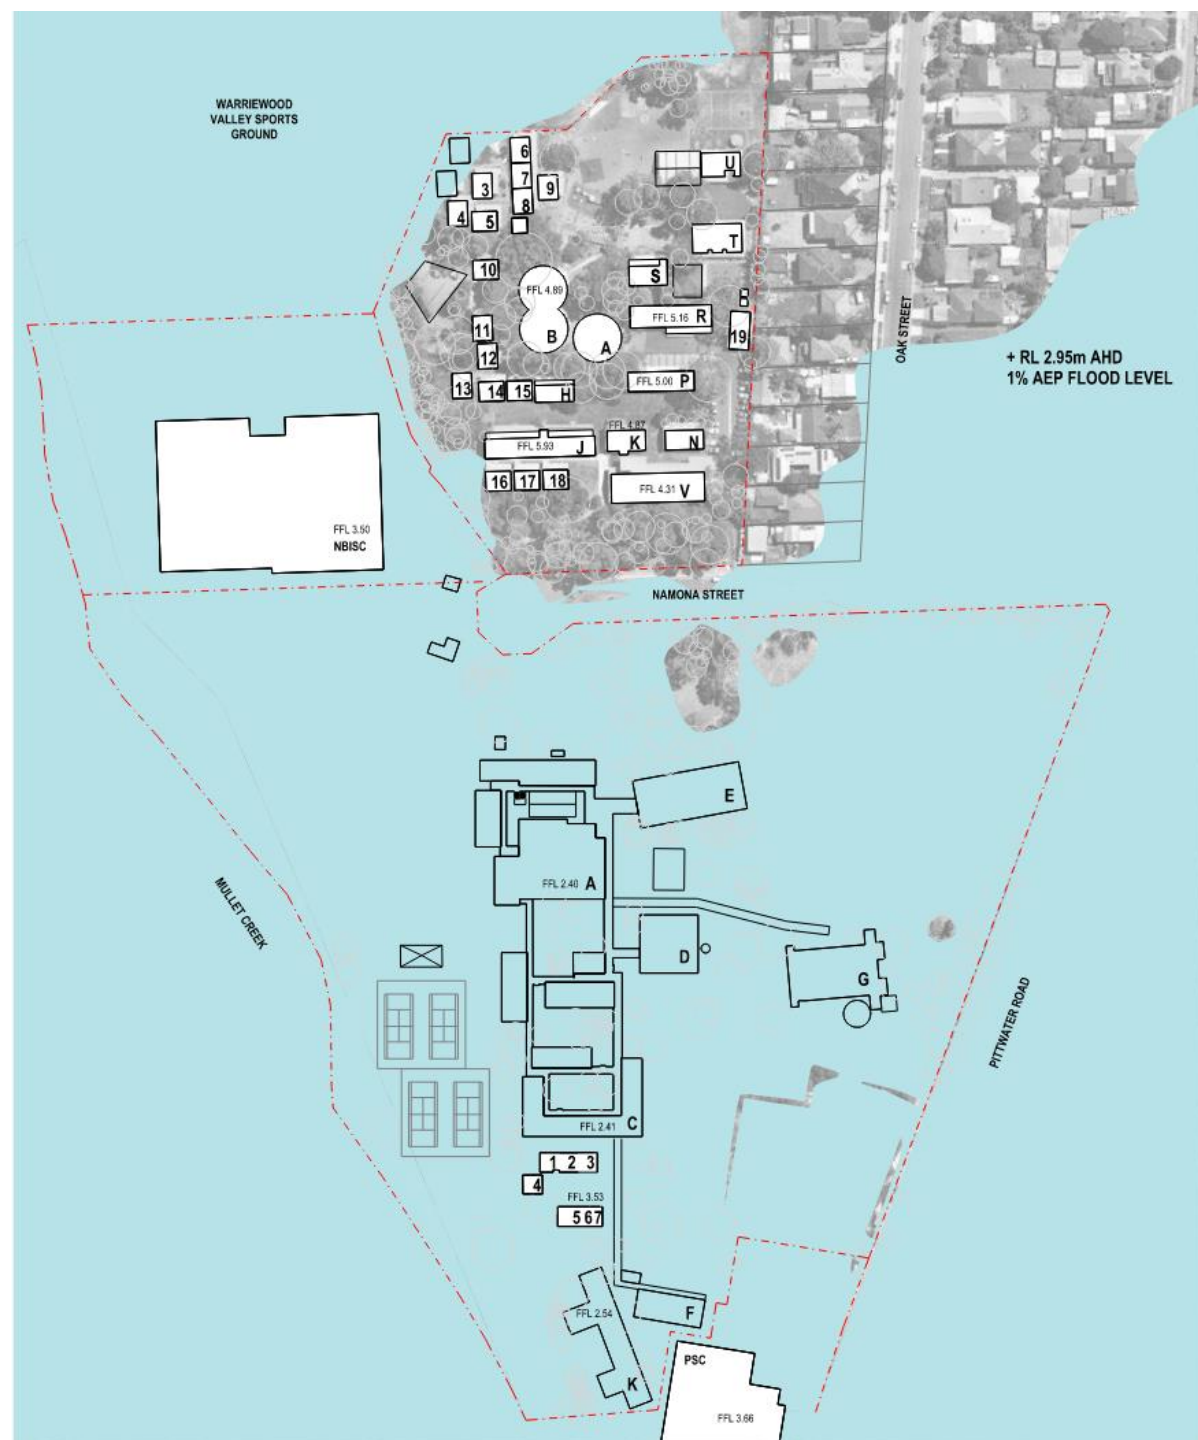 WARRIEWOOD
VALLEY SPORTS
GROUND
6
U
7
3
9
8
4
5
T
10
S
FFL 4.89
FFL 5.16 R
11
B
A
19
OAK STREET
12
+ RL 2.95m AHD
1% AEP FLOOD LEVEL
13
14
15
H
FFL 5.00 P
FFL 4.87
FFL 5.93 J
K
N
16
17
18
FFL 4.31 V
FFL 3.50
NBISC
NAMONA STREET
E
FFL 2.40 A
MULLET CREEK
D
G
PITTWATER ROAD
C
FFL 2.41
1 2 3
4
FFL 3.53
5 6 7
FFL 2.54
F
PSC
K
FFL 3.66